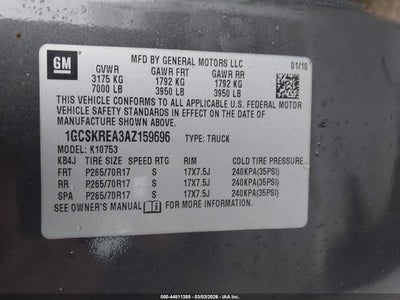 GM
MFD BY GENERAL MOTORS LLC
01/10
GVWR GAWR FRT GAWR RR
3175 KG 1792 KG 1792 KG
7000 LB 3950 LB 3950 LB
THIS VEHICLE CONFORMS TO ALL APPLICABLE U.S. FEDERAL MOTOR
VEHICLE SAFETY STANDARDS IN EFFECT ON THE DATE OF
MANUFACTURE SHOWN ABOVE.
1GCSKREA3AZ159696 TYPE: TRUCK
MODEL: K10753
KB4J TIRE SIZE SPEED RTG RIM COLD TIRE PRESSURE
FRT P265/70R17 S 17X7.5J 240KPA(35PSI)
RR P265/70R17 S 17X7.5J 240KPA(35PSI)
SPA P265/70R17 S 17X7.5J 240KPA(35PSI)
SEE OWNER'S MANUAL FOR MORE INFORMATION.
000-44511385 - 03/03/2026 - IAAI.COM